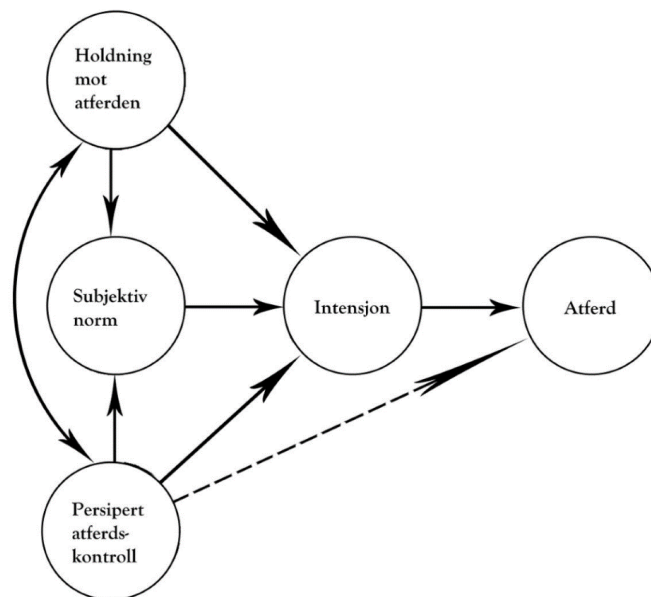 Holdning
mot
atferden
Subjektiv
norm
Intensjon
Atferd
Persipert
atferds-
kontroll